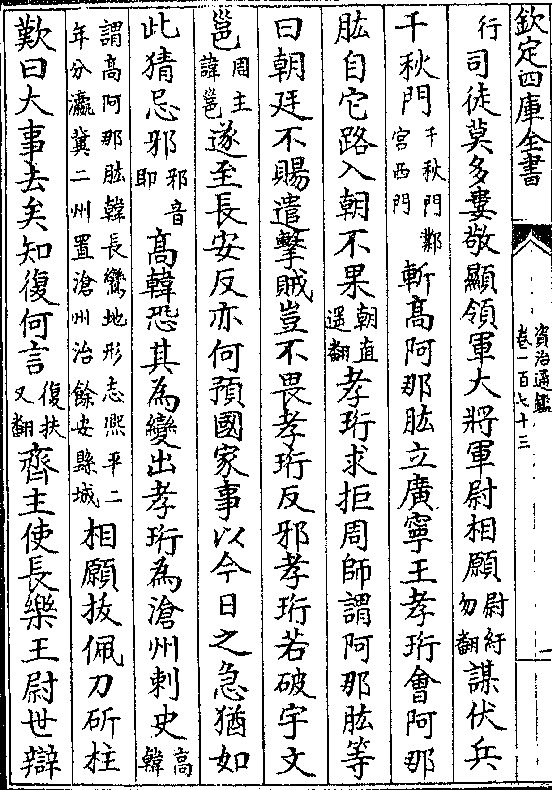 欽定四庫全書
資治通鑑
卷一百七十三
一
行司徒莫多婁敬顯領軍大將軍尉相願尉紆勿翻謀伏兵
千秋門千秋門鄴宮西門斬高阿那肱立廣寧王孝珩會阿那
肱自它路入朝不果朝直遥翻孝珩求拒周師謂阿那肱等
曰朝廷不賜遣擊賊豈不畏孝珩反邪孝珩若破宇文
邕周主諱邕遂至長安反亦何預國家事以今日之急猶如
此猜忌邪邪音即高韓恐其為變出孝珩為滄州刺史高韓
謂高阿那肱韓長鸞地形志熙平二年分瀛冀二州置滄州治餘安縣城相願拔佩刀斫柱
歎曰大事去矣知復何言復扶又翻齊主使長樂王尉世辯